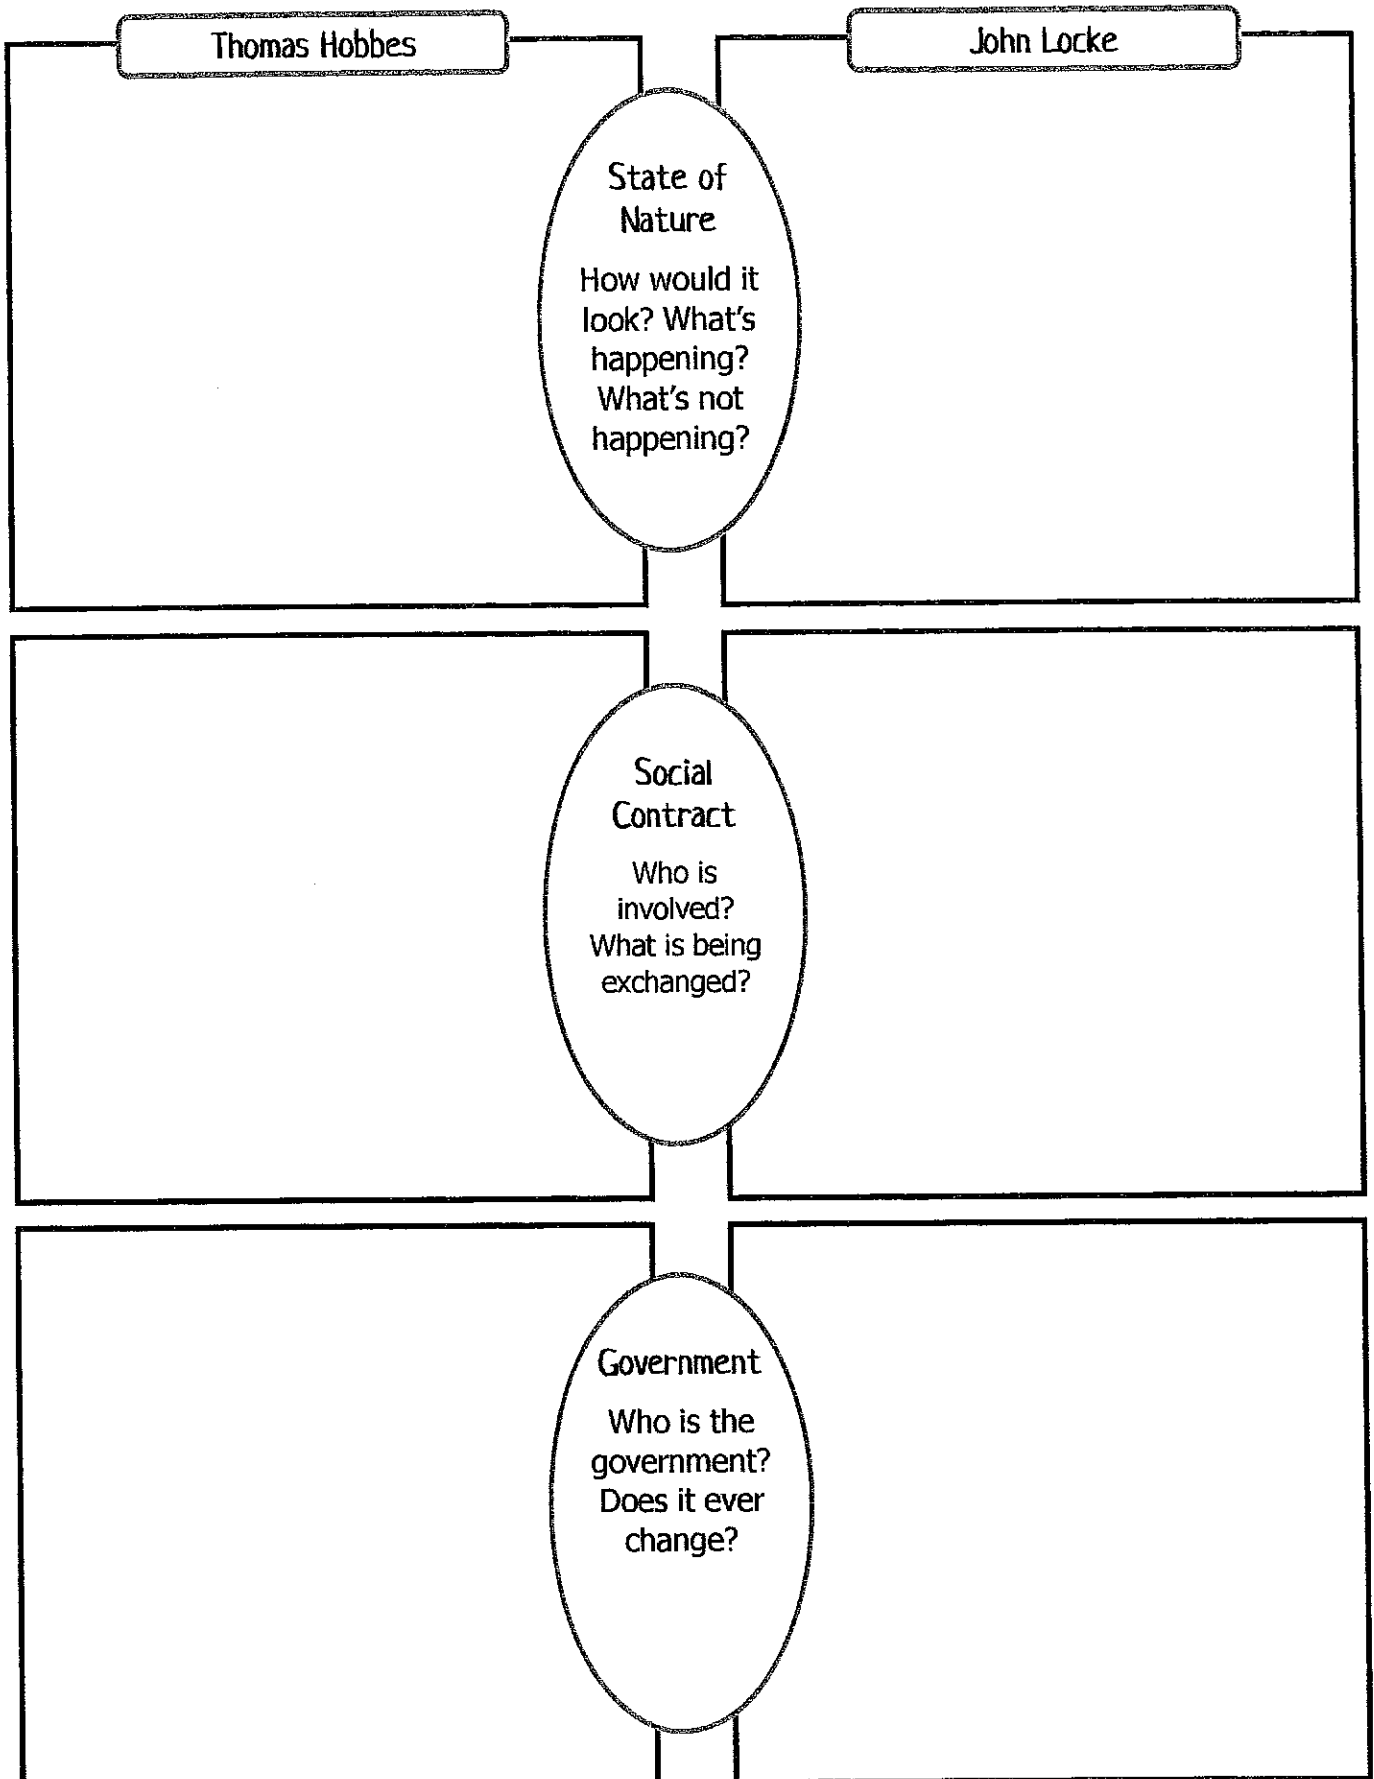 Thomas Hobbes
John Locke
State of
Nature
How would it
look? What's
happening?
What's not
happening?
Social
Contract
Who is
involved?
What is being
exchanged?
Government
Who is the
government?
Does it ever
change?